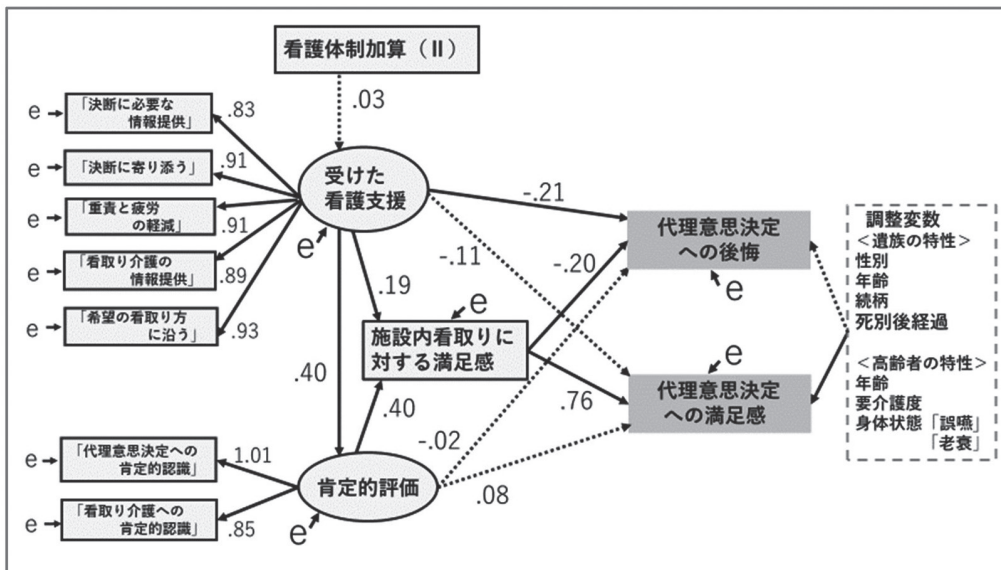 看護体制加算（Ⅱ）
.03
e
「決断に必要な
情報提供」
.83
e
「決断に寄り添う」
.91
e
「重責と疲労
の軽減」
.91
e
「看取り介護の
情報提供」
.89
e
「希望の看取り方
に沿う」
.93
受けた
看護支援
e
-.21
-.11
.19
.40
代理意思決定
への後悔
e
-.20
e
施設内看取りに
対する満足感
.40
.76
-.02
.08
e
代理意思決定
への満足感
e
「代理意思決定への
肯定的認識」
1.01
e
「看取り介護への
肯定的認識」
.85
肯定的評価
e
調整変数
＜遺族の特性＞
性別
年齢
続柄
死別後経過
＜高齢者の特性＞
年齢
要介護度
身体状態「誤嚥」
「老衰」